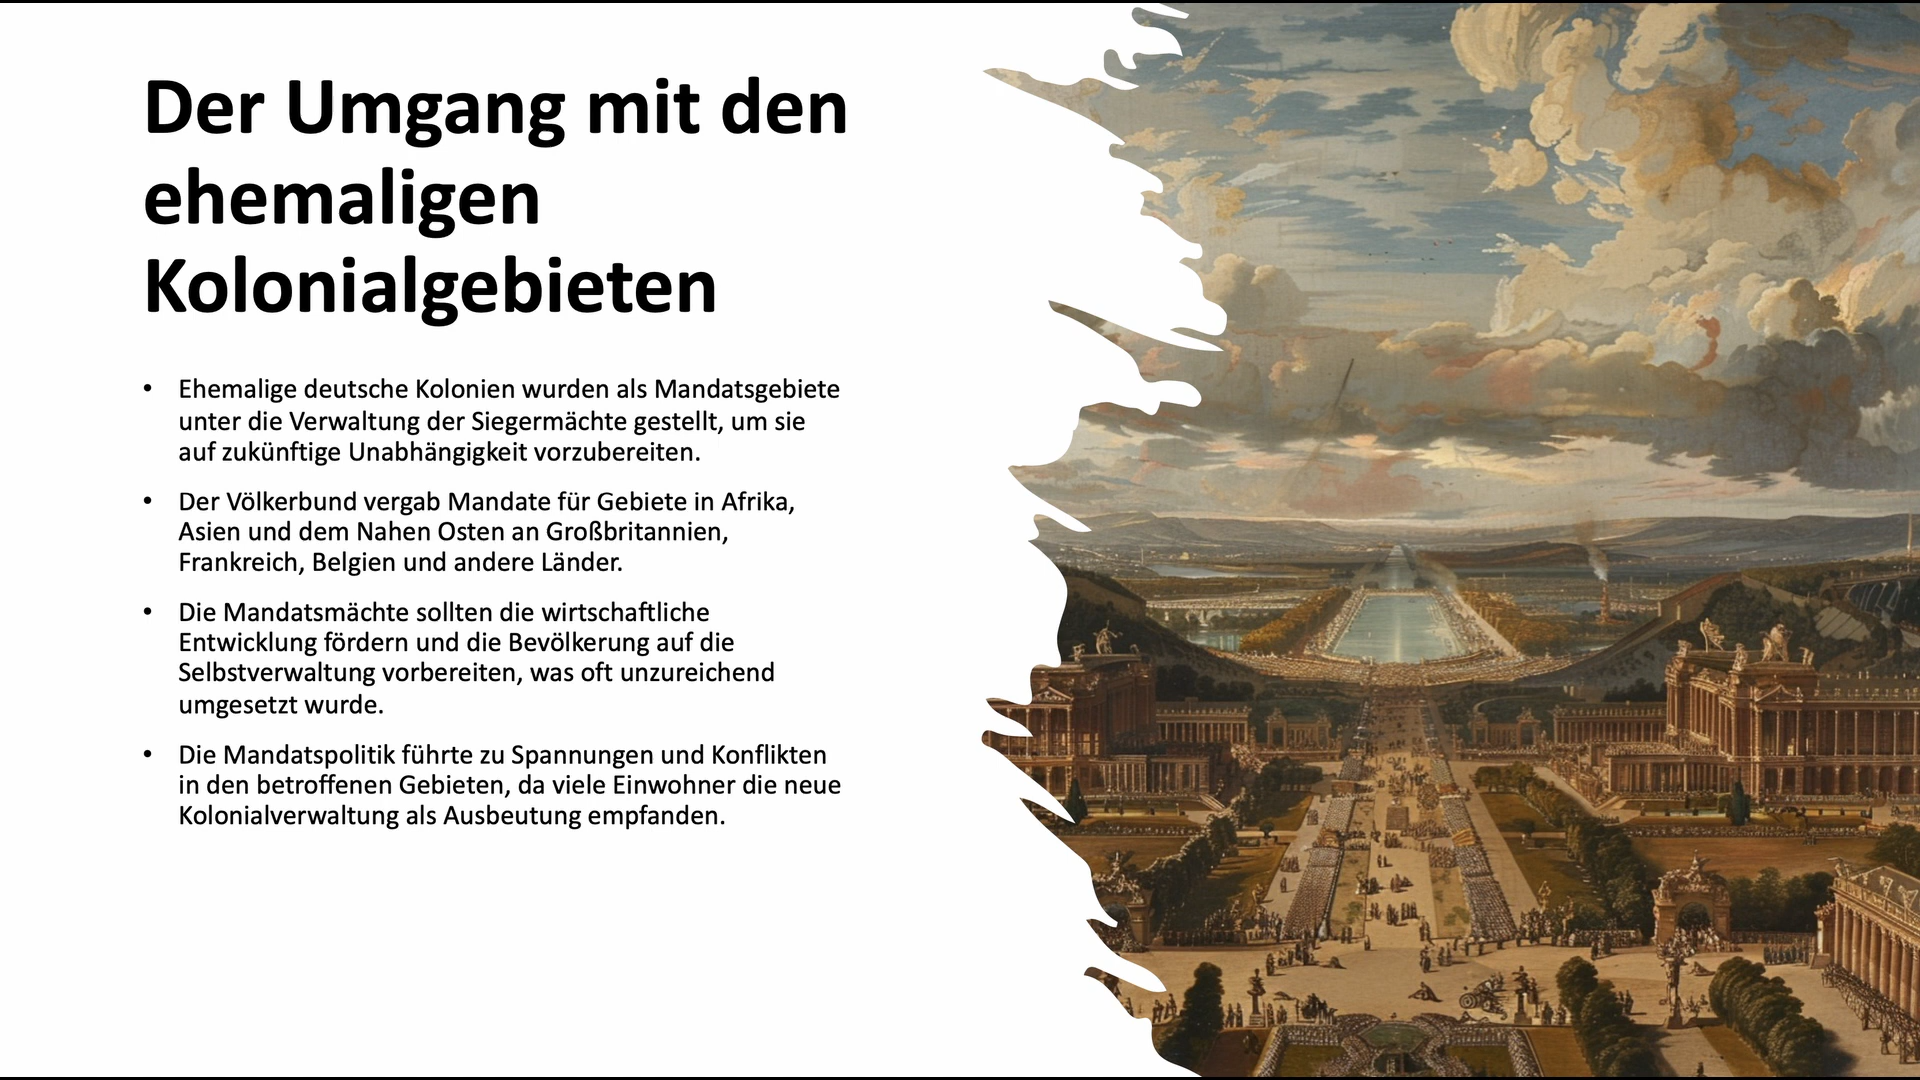 Der Umgang mit den
ehemaligen
Kolonialgebieten
• Ehemalige deutsche Kolonien wurden als Mandatsgebiete
unter die Verwaltung der Siegermächte gestellt, um sie
auf zukünftige Unabhängigkeit vorzubereiten.
• Der Völkerbund vergab Mandate für Gebiete in Afrika,
Asien und dem Nahen Osten an Großbritannien,
Frankreich, Belgien und andere Länder.
• Die Mandatsmächte sollten die wirtschaftliche
Entwicklung fördern und die Bevölkerung auf die
Selbstverwaltung vorbereiten, was oft unzureichend
umgesetzt wurde.
• Die Mandatspolitik führte zu Spannungen und Konflikten
in den betroffenen Gebieten, da viele Einwohner die neue
Kolonialverwaltung als Ausbeutung empfanden.